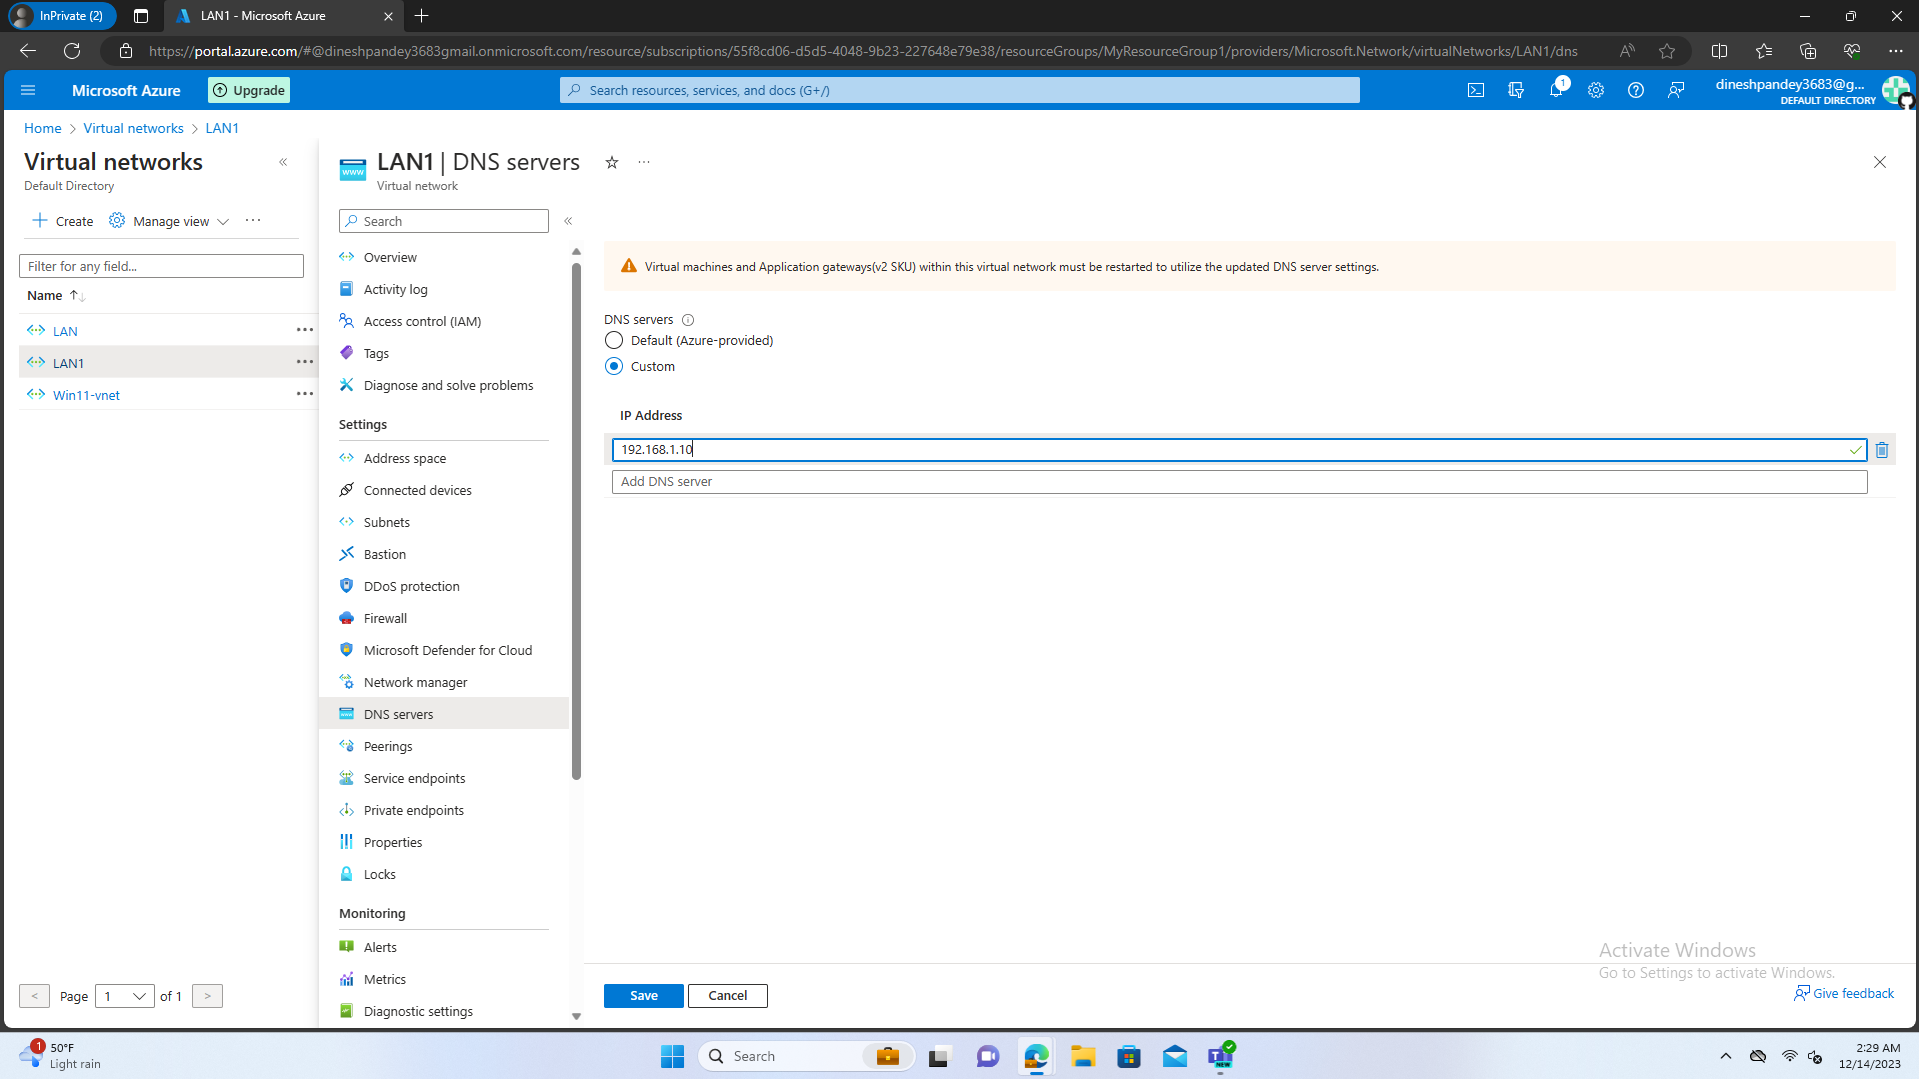 InPrivate (2)
LAN1 - Microsoft Azure
https://portal.azure.com/#@dineshpandey3683gmail.onmicrosoft.com/resource/subscriptions/55f8cd06-d5d5-4048-9b23-227648e79e38/resourceGroups/MyResourceGroup1/providers/Microsoft.Network/virtualNetworks/LAN1/dns
Microsoft Azure
Upgrade
Search resources, services, and docs (G+/)
1
dineshpandey3683@g...
DEFAULT DIRECTORY
Home > Virtual networks > LAN1
Virtual networks
Default Directory
Create
Manage view
Filter for any field...
Name
LAN
LAN1
Win11-vnet
< Page 1 of 1 >
LAN1 | DNS servers
Virtual network
Search
Overview
Activity log
Access control (IAM)
Tags
Diagnose and solve problems
Settings
Address space
Connected devices
Subnets
Bastion
DDoS protection
Firewall
Microsoft Defender for Cloud
Network manager
DNS servers
Peerings
Service endpoints
Private endpoints
Properties
Locks
Monitoring
Alerts
Metrics
Diagnostic settings
Virtual machines and Application gateways(v2 SKU) within this virtual network must be restarted to utilize the updated DNS server settings.
DNS servers
Default (Azure-provided)
Custom
IP Address
192.168.1.10
Add DNS server
Save
Cancel
Activate Windows
Go to Settings to activate Windows.
Give feedback
1
50°F
Light rain
Search
NEW
2:29 AM
12/14/2023